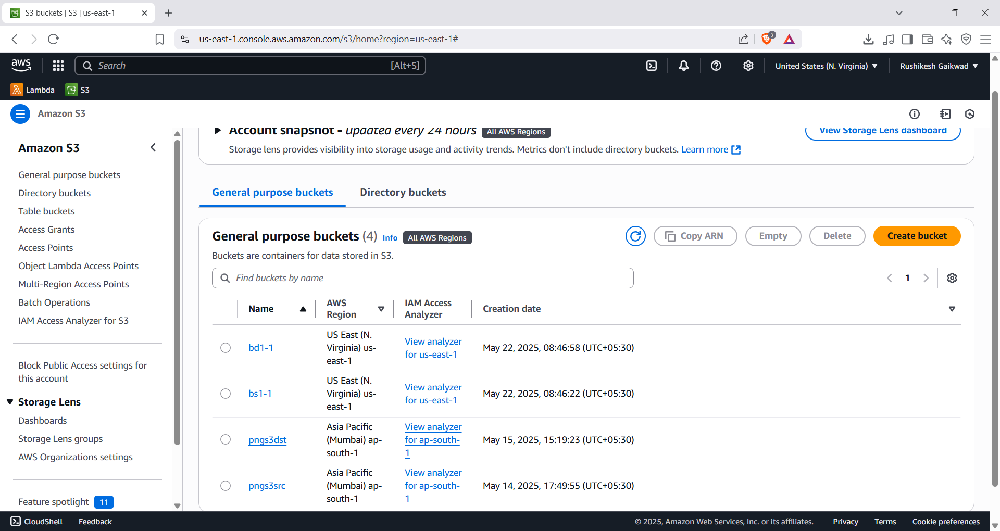 S3 buckets | S3 | us-east-1
us-east-1.console.aws.amazon.com/s3/home?region=us-east-1#
3
aws
Search
[Alt+S]
United States (N. Virginia)
Rushikesh Gaikwad
Lambda
S3
Amazon S3
Amazon S3
General purpose buckets
Directory buckets
Table buckets
Access Grants
Access Points
Object Lambda Access Points
Multi-Region Access Points
Batch Operations
IAM Access Analyzer for S3
Block Public Access settings for
this account
Storage Lens
Dashboards
Storage Lens groups
AWS Organizations settings
Feature spotlight 11
Account snapshot - updated every 24 hours All AWS Regions
View Storage Lens dashboard
Storage lens provides visibility into storage usage and activity trends. Metrics don't include directory buckets. Learn more
General purpose buckets
Directory buckets
General purpose buckets (4) Info All AWS Regions
Copy ARN
Empty
Delete
Create bucket
Buckets are containers for data stored in S3.
Find buckets by name
1
Name
AWS
Region
IAM Access
Analyzer
Creation date
bd1-1
US East (N.
Virginia) us-
east-1
View analyzer
for us-east-1
May 22, 2025, 08:46:58 (UTC+05:30)
bs1-1
US East (N.
Virginia) us-
east-1
View analyzer
for us-east-1
May 22, 2025, 08:46:22 (UTC+05:30)
pngs3dst
Asia Pacific
(Mumbai) ap-
south-1
View analyzer
for ap-south-
1
May 15, 2025, 15:19:23 (UTC+05:30)
pngs3src
Asia Pacific
(Mumbai) ap-
south-1
View analyzer
for ap-south-
1
May 14, 2025, 17:49:55 (UTC+05:30)
CloudShell
Feedback
© 2025, Amazon Web Services, Inc. or its affiliates.
Privacy
Terms
Cookie preferences